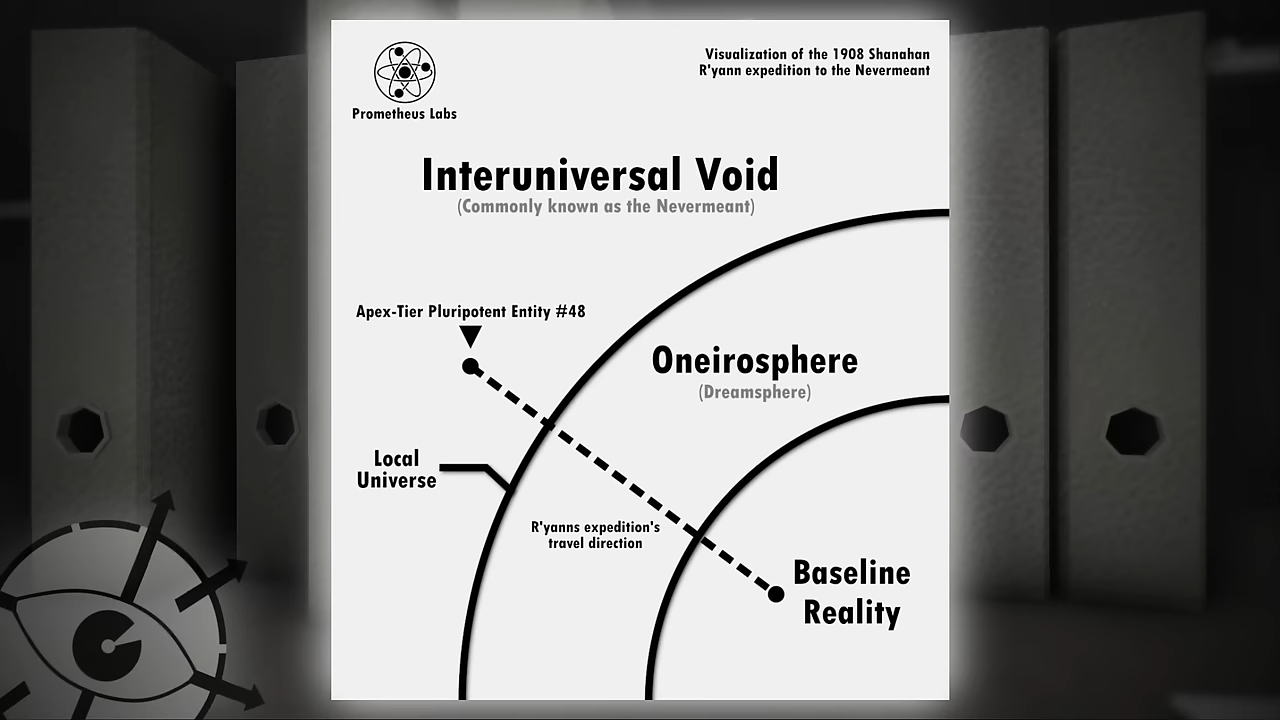 Visualization of the 1908 Shanahan
R'yann expedition to the Nevermeant
Prometheus Labs
Interuniversal Void
(Commonly known as the Nevermeant)
Apex-Tier Pluripotent Entity #48
Oneirosphere
(Dreamsphere)
Local
Universe
R'yanns expedition's
travel direction
Baseline
Reality